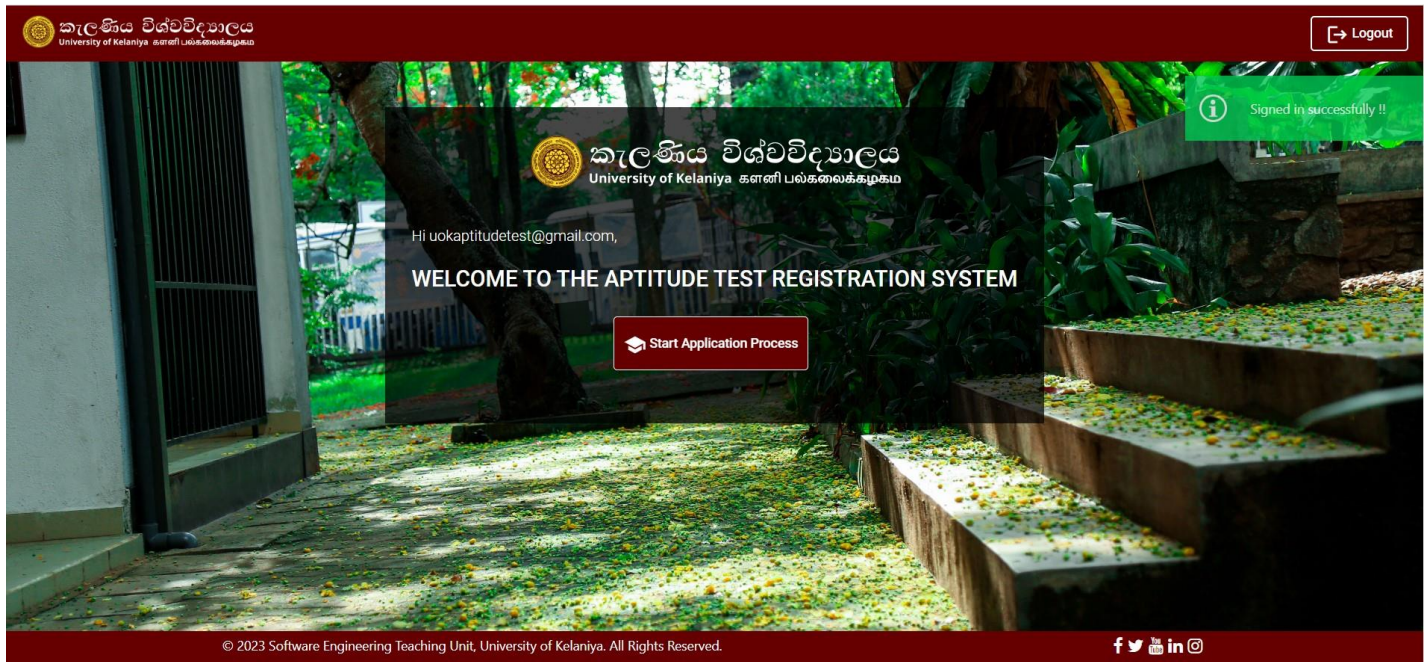 කැලණිය විශ්වවිද්‍යාලය
University of Kelaniya களனி பல்கலைக்கழகம
Logout
Signed in successfully !!
කැලණිය විශ්වවිද්‍යාලය
University of Kelaniya களனி பல்கலைக்கழகம
Hi uokaptitudetest@gmail.com,
WELCOME TO THE APTITUDE TEST REGISTRATION SYSTEM
Start Application Process
© 2023 Software Engineering Teaching Unit, University of Kelaniya. All Rights Reserved.